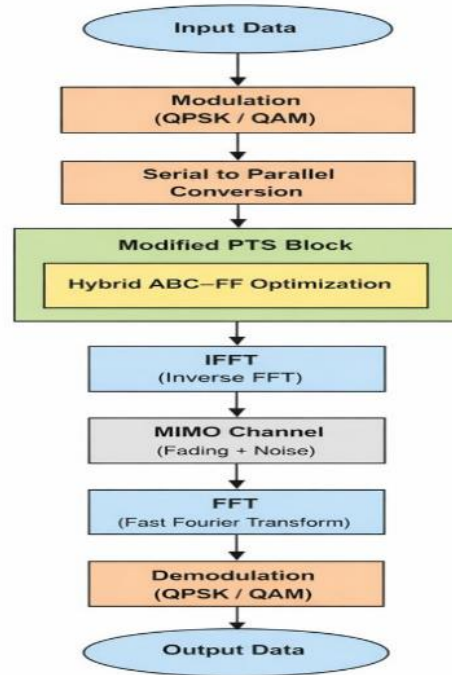 Input Data
Modulation
(QPSK / QAM)
Serial to Parallel
Conversion
Modified PTS Block
Hybrid ABC–FF Optimization
IFFT
(Inverse FFT)
MIMO Channel
(Fading + Noise)
FFT
(Fast Fourier Transform)
Demodulation
(QPSK / QAM)
Output Data